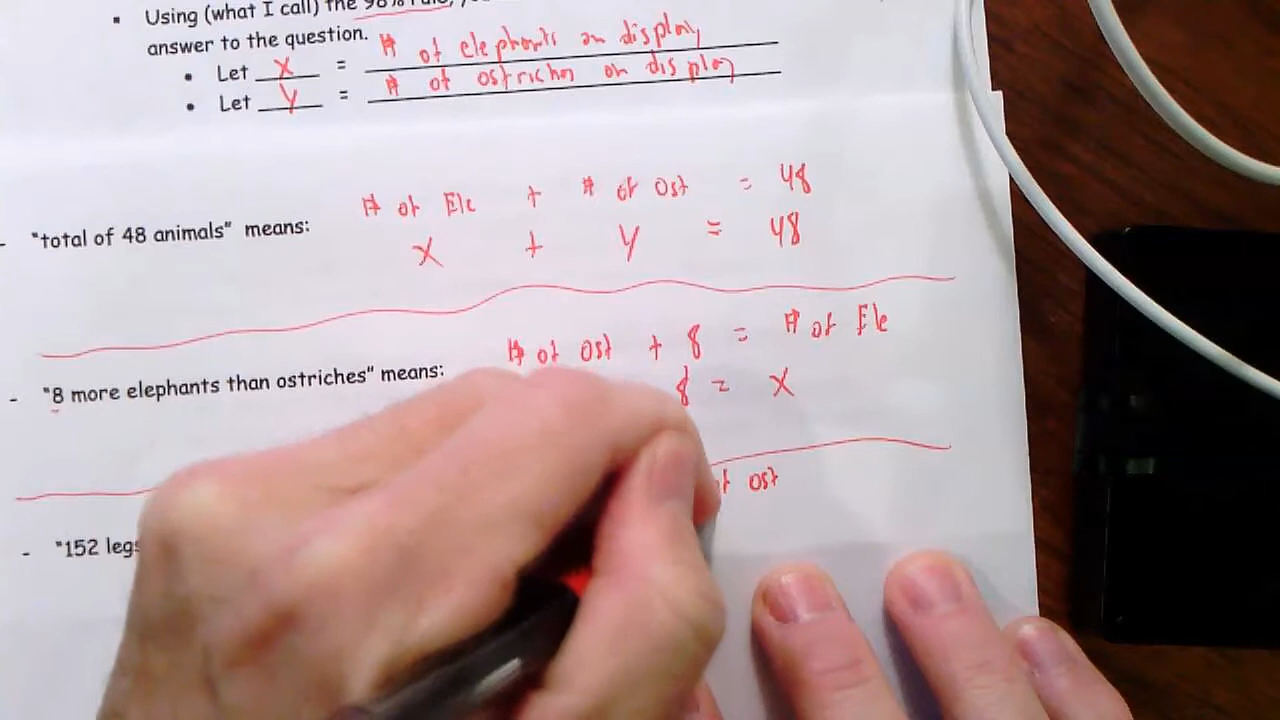 Using (what I call) the 98% rule,
answer to the question.
Let X = # of elephants on display
Let y = # of ostriches on display
# of Ele + # of Ost = 48
- "total of 48 animals" means:
X + y = 48
# of Ost + 8 = # of Ele
- "8 more elephants than ostriches" means:
8 = X
of ost
- "152 legs